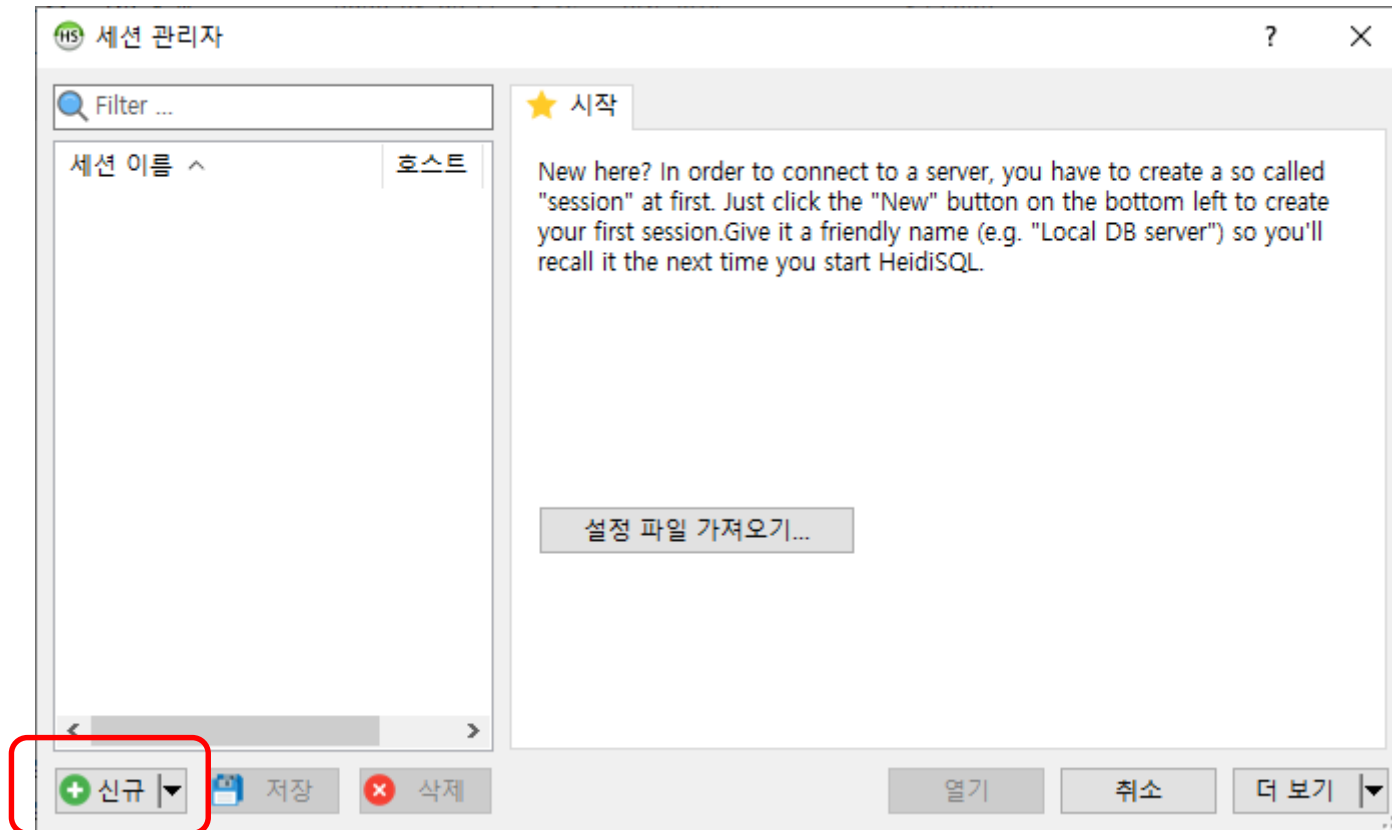 HS 세션 관리자 ?
Filter ...
시작
세션 이름 호스트
New here? In order to connect to a server, you have to create a so called
"session" at first. Just click the "New" button on the bottom left to create
your first session.Give it a friendly name (e.g. "Local DB server") so you'll
recall it the next time you start HeidiSQL.
설정 파일 가져오기...
신규 저장 삭제 열기 취소 더 보기